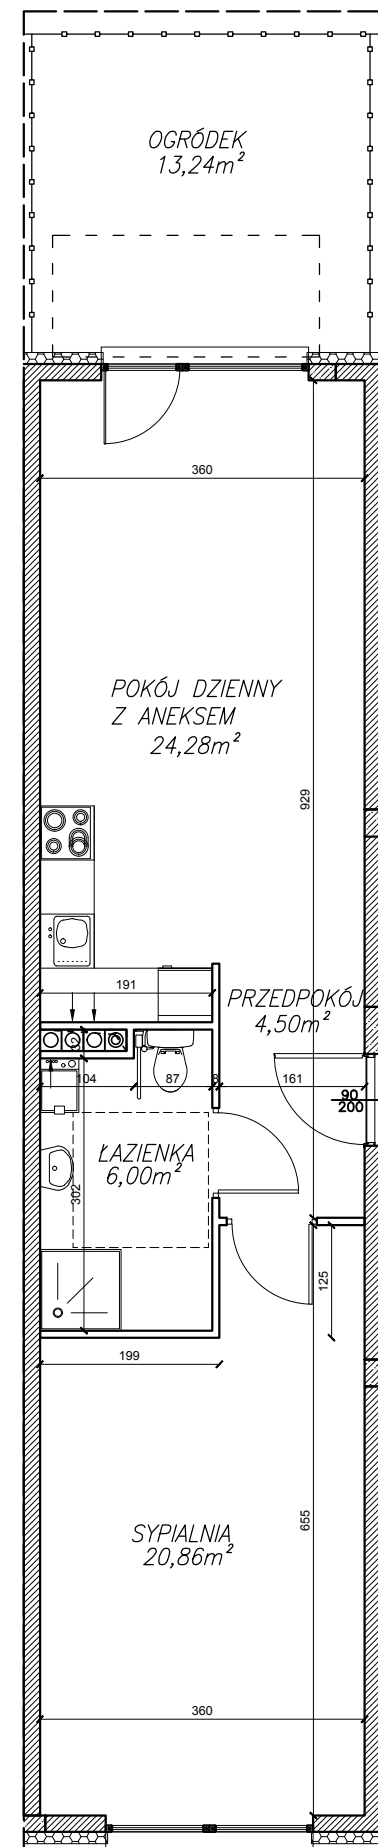 OGRÓDEK
13,24m²
360
POKÓJ DZIENNY
Z ANEKSEM
24,28m²
929
191
PRZEDPOKÓJ
4,50m²
104
87
8
161
90
200
ŁAZIENKA
6,00m²
302
125
199
SYPIALNIA
20,86m²
655
360